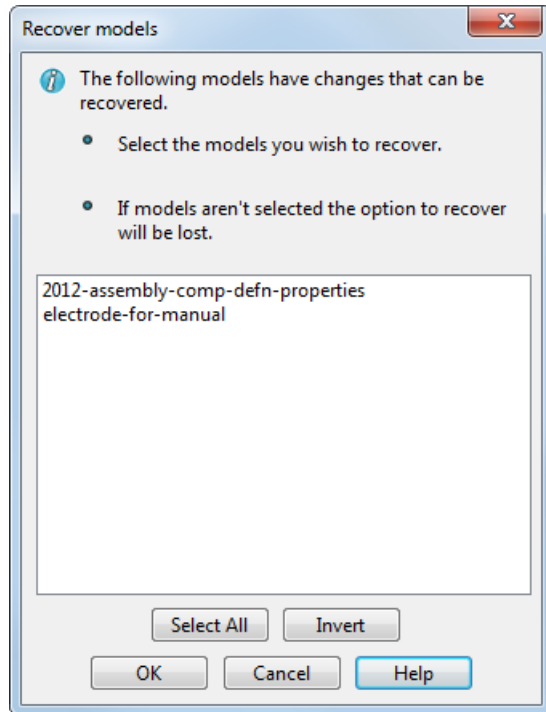 Recover models
The following models have changes that can be
recovered.
Select the models you wish to recover.
If models aren't selected the option to recover
will be lost.
2012-assembly-comp-defn-properties
electrode-for-manual
Select All Invert
OK Cancel Help